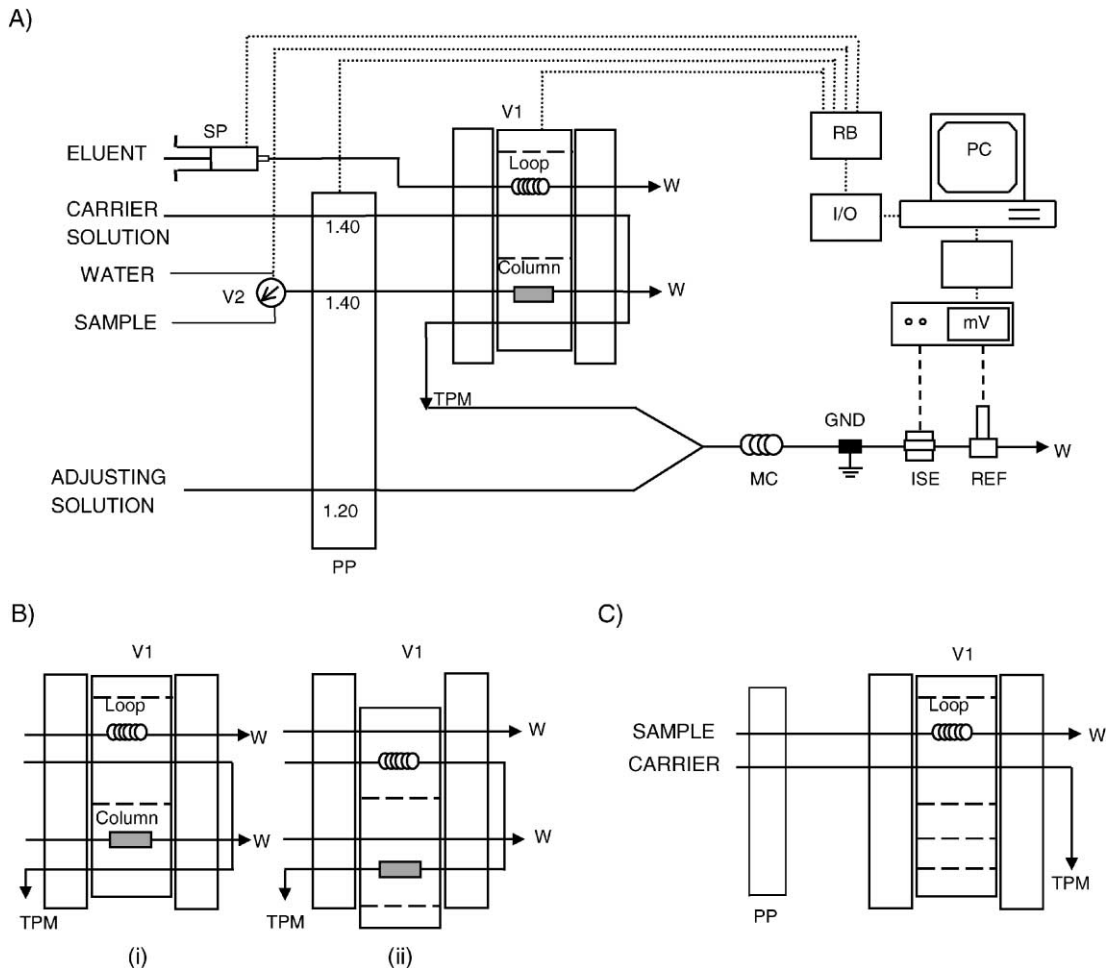 A)
V1
SP
ELUENT
Loop
W
RB
PC
CARRIER
SOLUTION
1.40
I/O
WATER
Column
V2
1.40
W
SAMPLE
mV
TPM
GND
W
MC
ISE
REF
ADJUSTING
SOLUTION
1.20
PP
B)
V1
Loop
W
Column
W
TPM
(i)
V1
W
W
TPM
(ii)
C)
V1
SAMPLE
Loop
W
CARRIER
TPM
PP